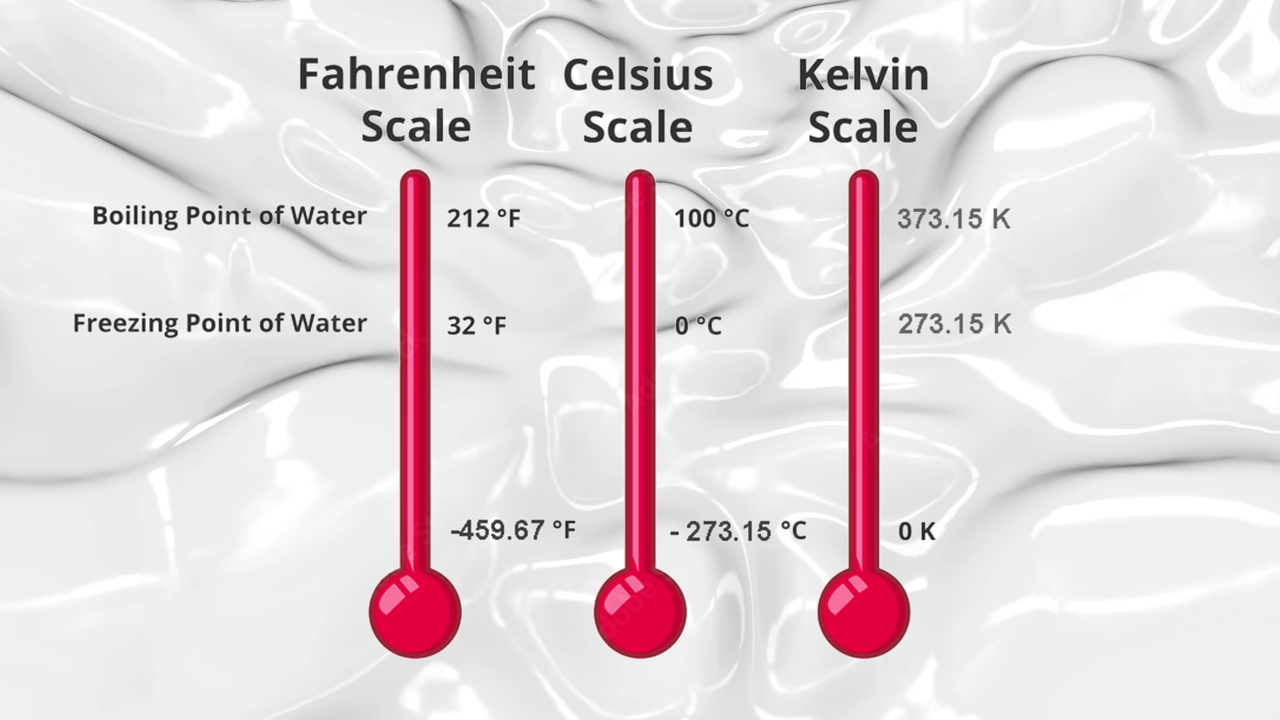 Fahrenheit Scale
Celsius Scale
Kelvin Scale
Boiling Point of Water 212 °F 100 °C 373.15 K
Freezing Point of Water 32 °F 0 °C 273.15 K
-459.67 °F - 273.15 °C 0 K